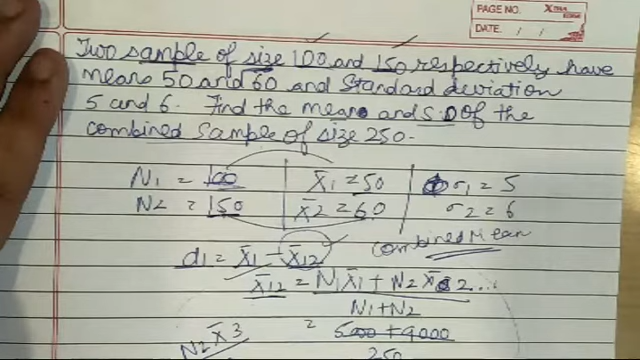 PAGE NO.
DATE / /
Two sample of size 100 and 150 respectively have
means 50 and 60 and Standard deviation
5 and 6. Find the mean and S.D of the
combined Sample of size 250.
N1 = 100 X̄1 = 50 σ1 = 5
N2 = 150 X̄2 = 60 σ2 = 6
combined Mean
d1 = X̄1 - X̄12
X̄12 = N1X̄1 + N2X̄2...
N1+N2
= 5000 + 9000
250
N2 X̄3